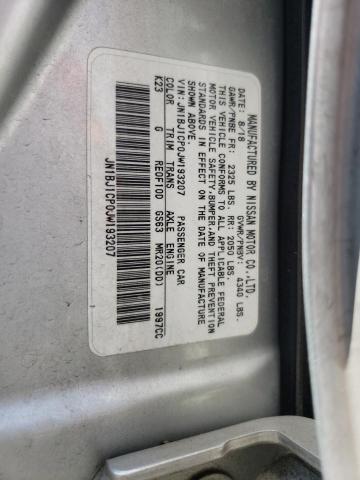 MANUFACTURED BY NISSAN MOTOR CO.,LTD.
DATE: 8/18 GVWR/PNBV: 4340 LBS.
GAWR/PNBE FR: 2325 LBS. RR: 2050 LBS.
THIS VEHICLE CONFORMS TO ALL APPLICABLE FEDERAL
MOTOR VEHICLE SAFETY,BUMPER,AND THEFT PREVENTION
STANDARDS IN EFFECT ON THE DATE OF MANUFACTURE
SHOWN ABOVE.
VIN: JN1BJ1CP0JW193207 PASSENGER CAR
COLOR TRIM TRANS AXLE ENGINE
K23 G RE0F10D GS53 MR20(DD) 1997CC
JN1BJ1CP0JW193207